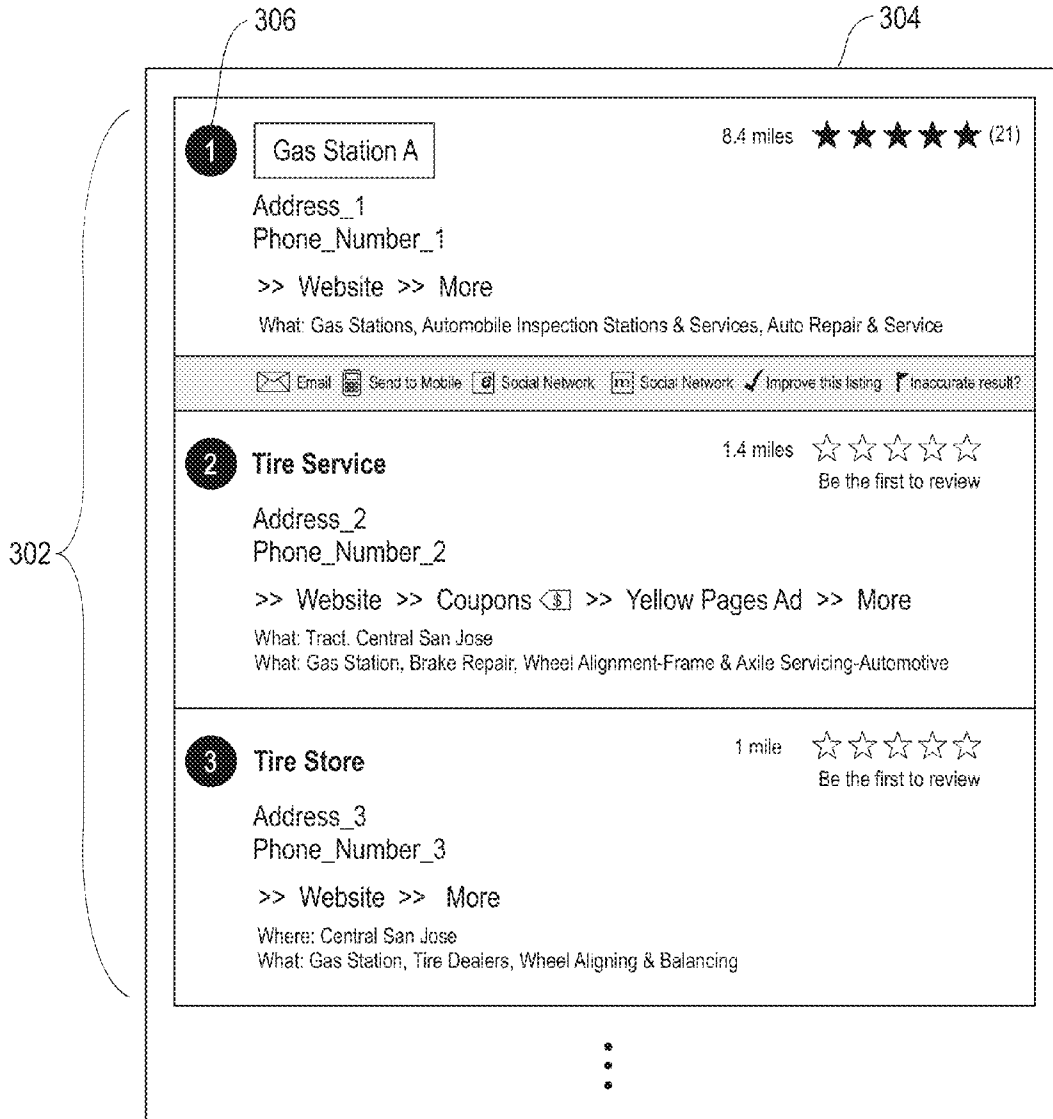 306
304
1 Gas Station A 8.4 miles (21)
Address_1
Phone_Number_1
>> Website >> More
What: Gas Stations, Automobile Inspection Stations & Services, Auto Repair & Service
Email Send to Mobile e Social Network m Social Network Improve this listing Inaccurate result?
2 Tire Service 1.4 miles
Be the first to review
Address_2
Phone_Number_2
302
>> Website >> Coupons $ >> Yellow Pages Ad >> More
What: Tract. Central San Jose
What: Gas Station, Brake Repair, Wheel Alignment-Frame & Axile Servicing-Automotive
3 Tire Store 1 mile
Be the first to review
Address_3
Phone_Number_3
>> Website >> More
Where: Central San Jose
What: Gas Station, Tire Dealers, Wheel Aligning & Balancing